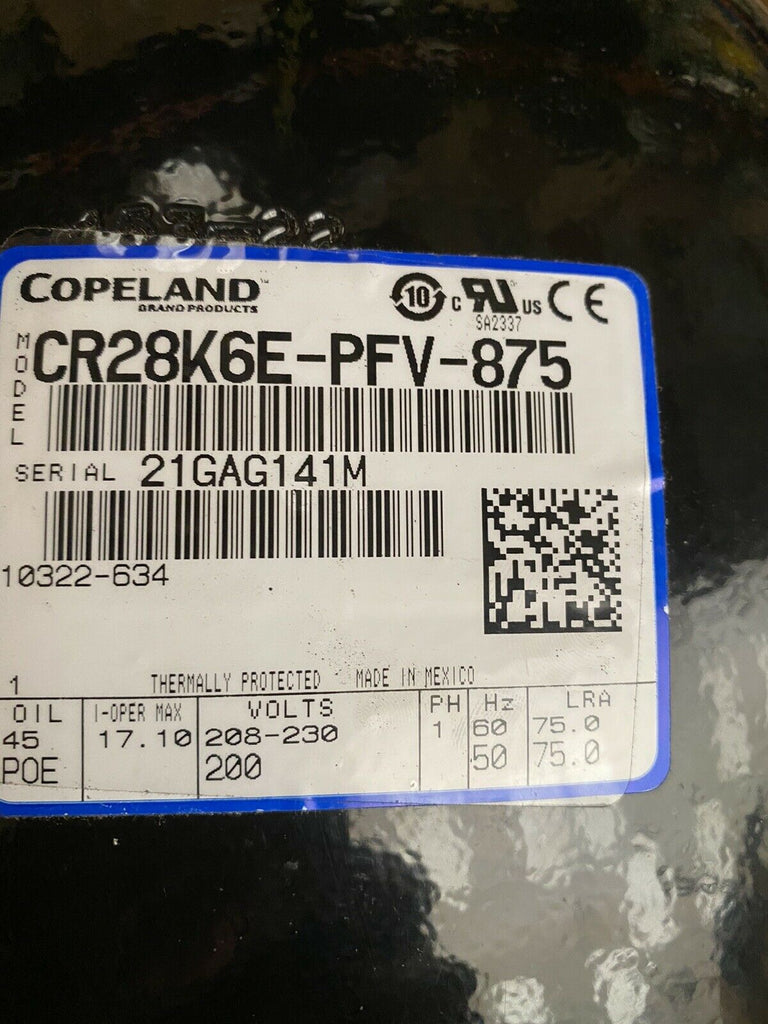 COPELAND™
BRAND PRODUCTS
10
C UL US
CE
SA2337
MODEL
CR28K6E-PFV-875
SERIAL 21GAG141M
10322-634
1 THERMALLY PROTECTED MADE IN MEXICO
OIL I-OPER MAX VOLTS PH Hz LRA
45 17.10 208-230 1 60 75.0
POE 200 50 75.0